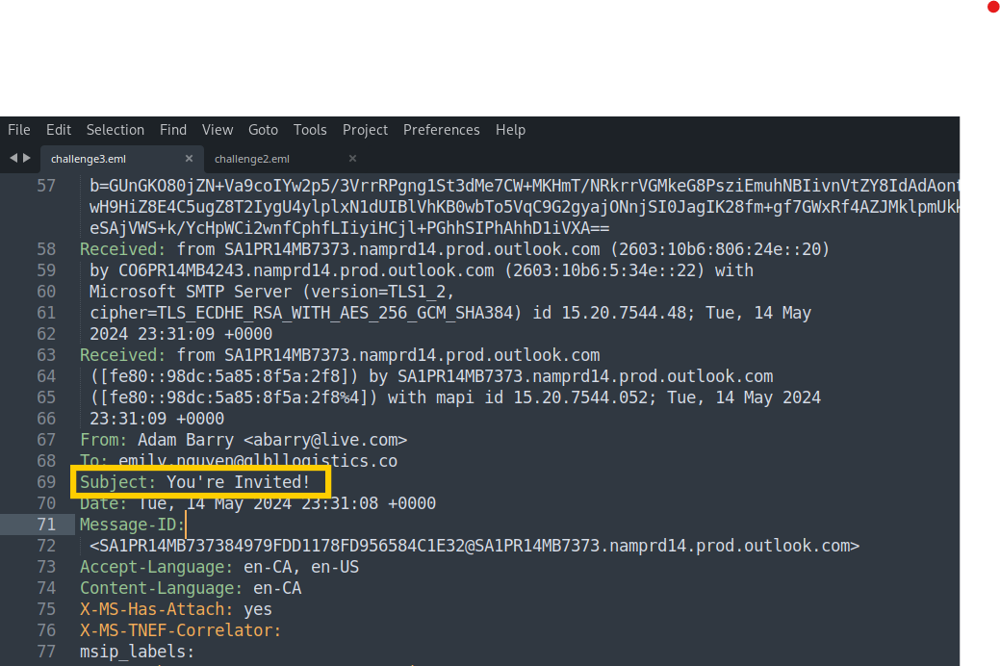 File Edit Selection Find View Goto Tools Project Preferences Help
challenge3.eml × challenge2.eml ×
57 b=GUnGKO80jZN+Va9coIYw2p5/3VrrRPgng1St3dMe7CW+MKHmT/NRkrrVGMkeG8PsziEmuhNBIivnVtZY8IdAdAont
wH9HiZ8E4C5ugZ8T2IygU4ylplxN1dUIBlVhKB0wbTo5VqC9G2gyajONnjSI0JagIK28fm+gf7GWxRf4AZJMklpmUkk
eSAjVWS+k/YcHpWCi2wnfCphfLIiyiHCjl+PGhhSIPhAhhD1iVXA==
58 Received: from SA1PR14MB7373.namprd14.prod.outlook.com (2603:10b6:806:24e::20)
59 by CO6PR14MB4243.namprd14.prod.outlook.com (2603:10b6:5:34e::22) with
60 Microsoft SMTP Server (version=TLS1_2,
61 cipher=TLS_ECDHE_RSA_WITH_AES_256_GCM_SHA384) id 15.20.7544.48; Tue, 14 May
62 2024 23:31:09 +0000
63 Received: from SA1PR14MB7373.namprd14.prod.outlook.com
64 ([fe80::98dc:5a85:8f5a:2f8]) by SA1PR14MB7373.namprd14.prod.outlook.com
65 ([fe80::98dc:5a85:8f5a:2f8%4]) with mapi id 15.20.7544.052; Tue, 14 May 2024
66 23:31:09 +0000
67 From: Adam Barry <abarry@live.com>
68 To: emily.nguyen@glbllogistics.co
69 Subject: You're Invited!
70 Date: Tue, 14 May 2024 23:31:08 +0000
71 Message-ID:
72 <SA1PR14MB737384979FDD1178FD956584C1E32@SA1PR14MB7373.namprd14.prod.outlook.com>
73 Accept-Language: en-CA, en-US
74 Content-Language: en-CA
75 X-MS-Has-Attach: yes
76 X-MS-TNEF-Correlator:
77 msip_labels: